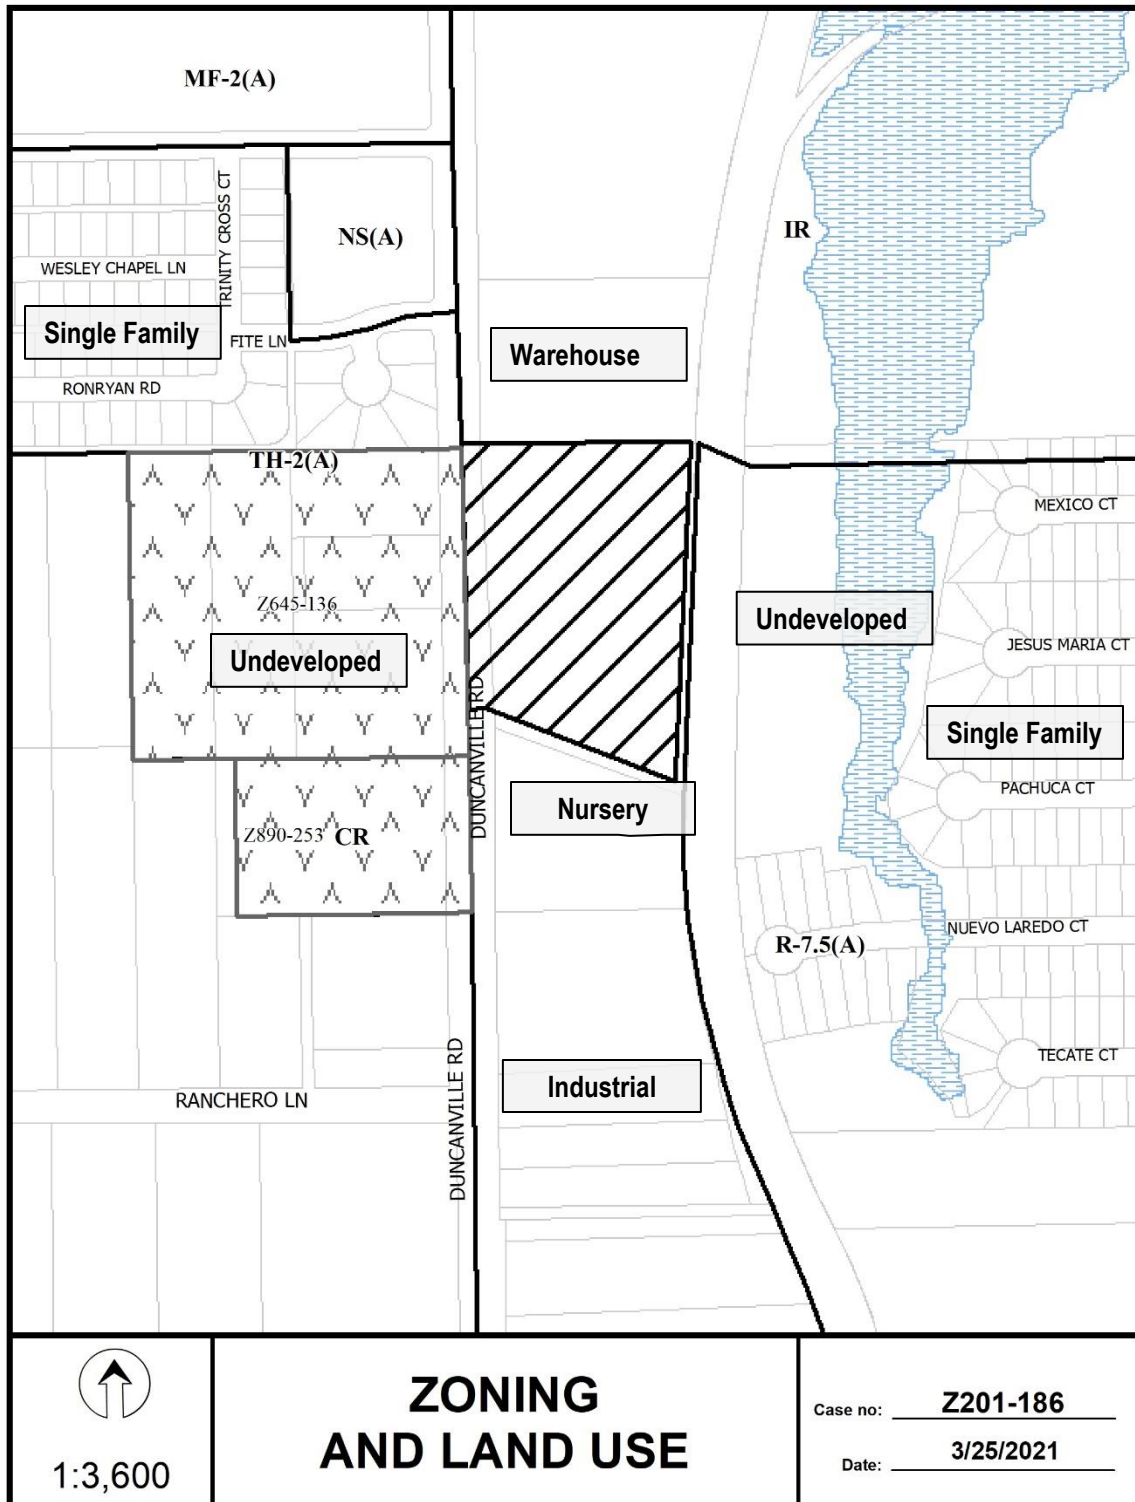 MF-2(A)
TRINITY CROSS CT
NS(A)
IR
WESLEY CHAPEL LN
Single Family
FITE LN
Warehouse
RONRYAN RD
TH-2(A)
MEXICO CT
Z645-136
Undeveloped
Undeveloped
JESUS MARIA CT
DUNCANVILLE RD
Single Family
PACHUCA CT
Nursery
Z890-253
CR
NUEVO LAREDO CT
R-7.5(A)
TECATE CT
DUNCANVILLE RD
Industrial
RANCHERO LN
1:3,600
ZONING
AND LAND USE
Case no: Z201-186
Date: 3/25/2021